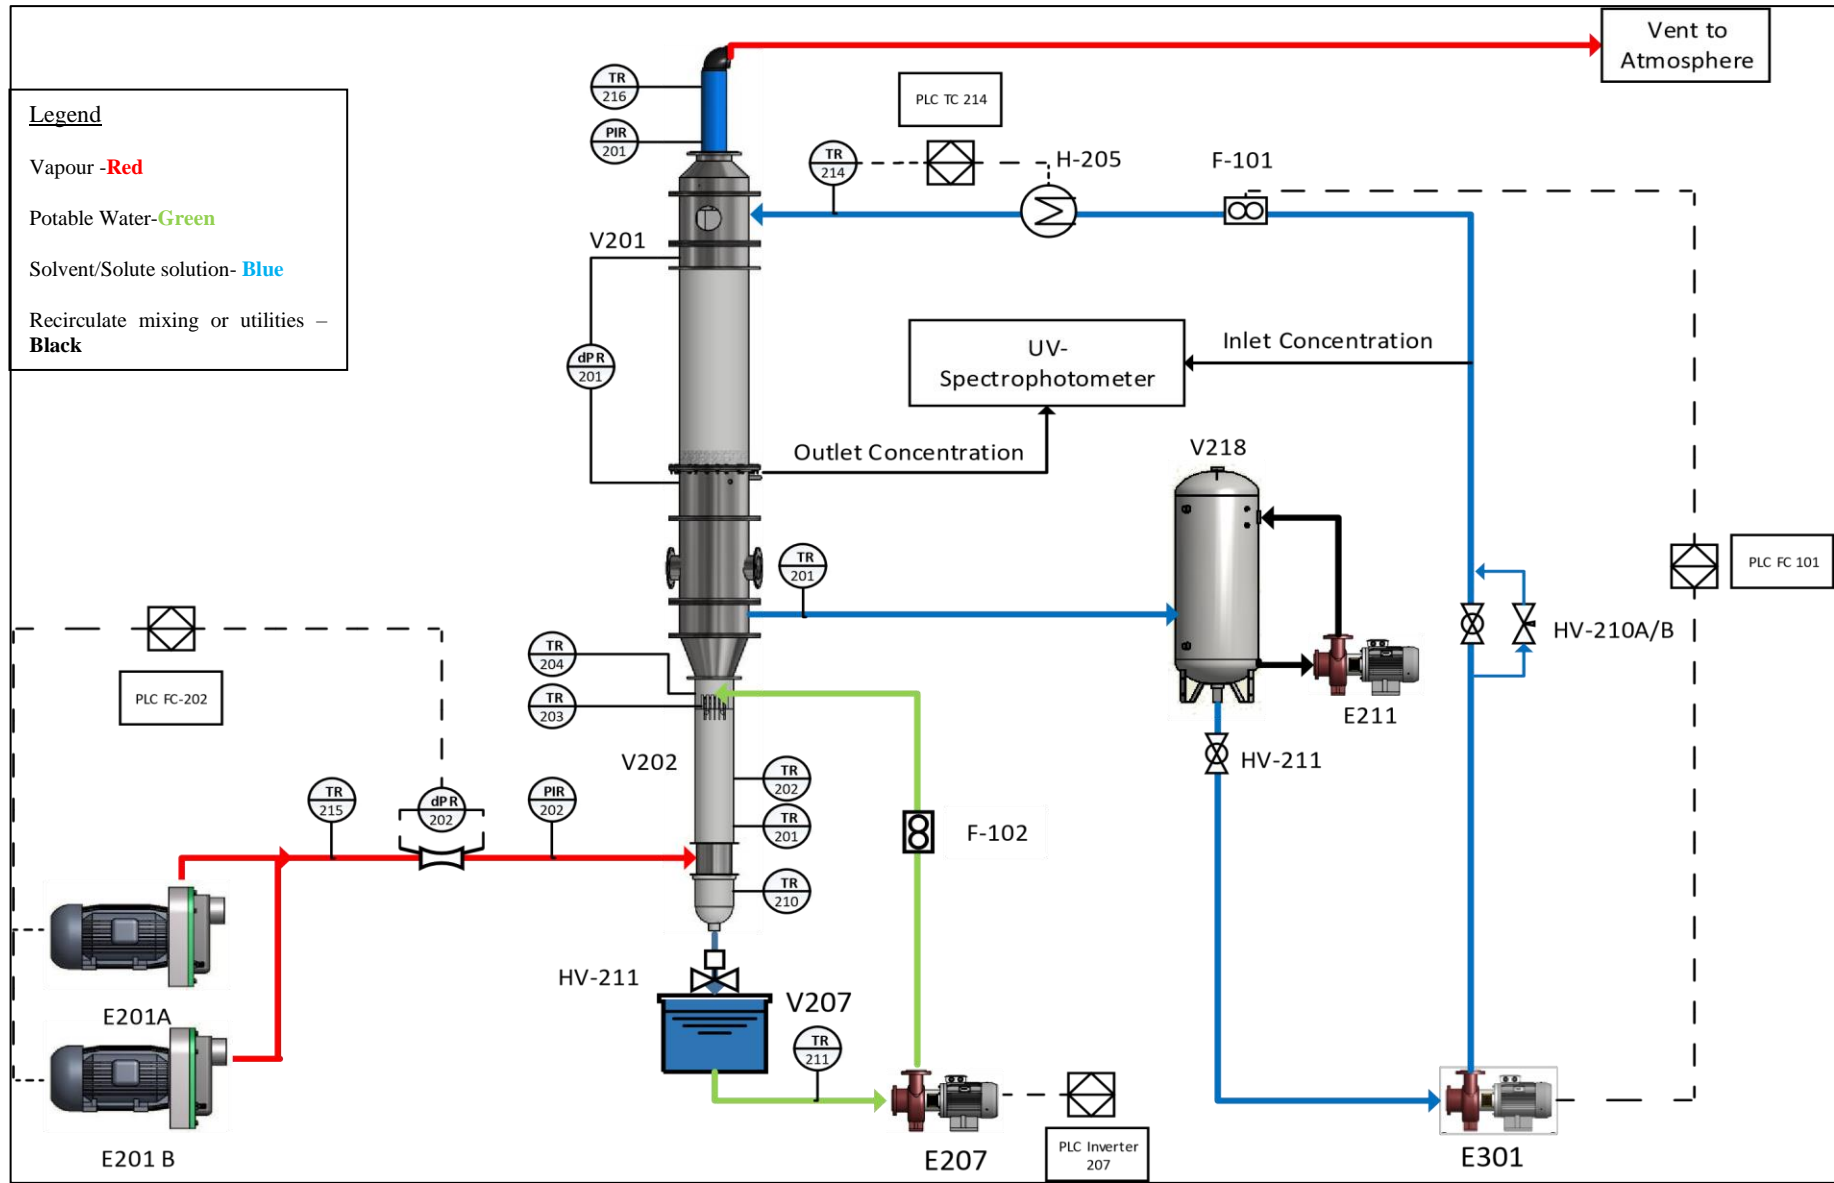 Legend
Vapour -Red
Potable Water-Green
Solvent/Solute solution- Blue
Recirculate mixing or utilities –
Black
Vent to
Atmosphere
TR
216
PIR
201
PLC TC 214
TR
214
H-205
F-101
V201
dPR
201
UV-
Spectrophotometer
Inlet Concentration
Outlet Concentration
V218
TR
201
PLC FC 101
HV-210A/B
TR
204
TR
203
PLC FC-202
E211
V202
HV-211
TR
202
TR
215
dPR
202
PIR
202
TR
201
F-102
TR
210
HV-211
V207
E201A
TR
211
E201 B
E207
PLC Inverter
207
E301